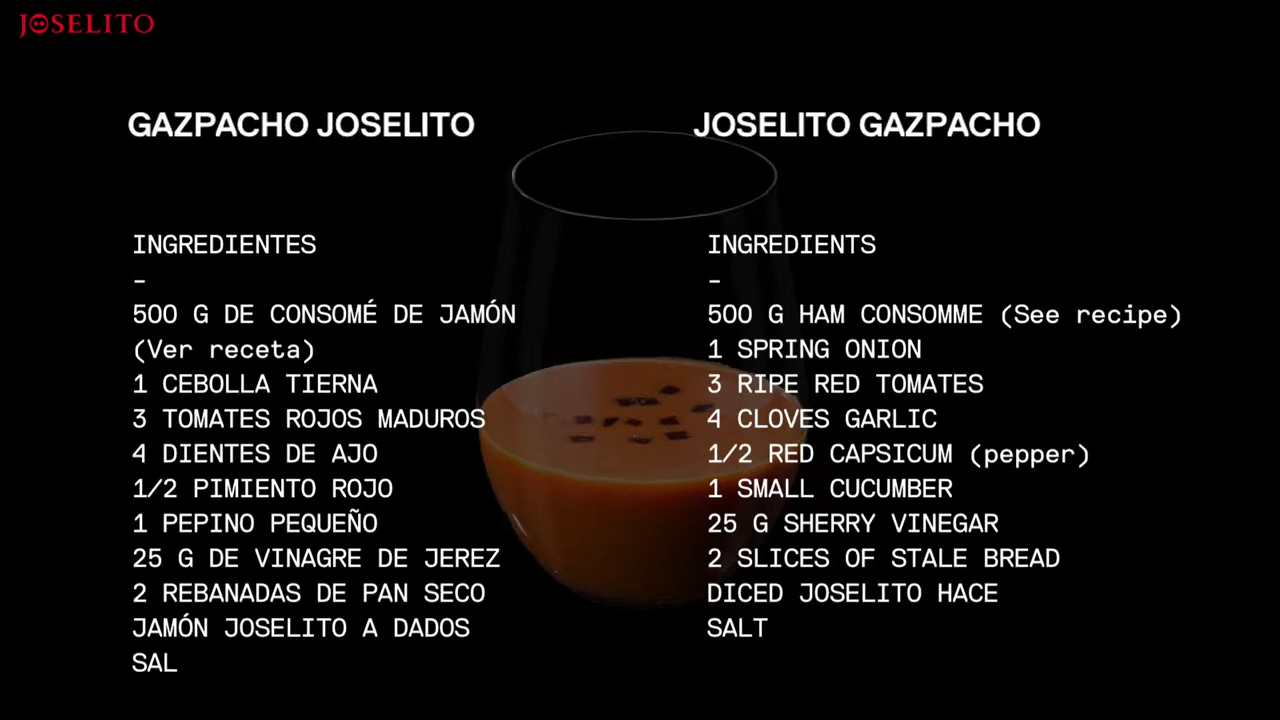 JOSELITO
GAZPACHO JOSELITO
INGREDIENTES
-
500 G DE CONSOMÉ DE JAMÓN
(Ver receta)
1 CEBOLLA TIERNA
3 TOMATES ROJOS MADUROS
4 DIENTES DE AJO
1/2 PIMIENTO ROJO
1 PEPINO PEQUEÑO
25 G DE VINAGRE DE JEREZ
2 REBANADAS DE PAN SECO
JAMÓN JOSELITO A DADOS
SAL
JOSELITO GAZPACHO
INGREDIENTS
-
500 G HAM CONSOMME (See recipe)
1 SPRING ONION
3 RIPE RED TOMATES
4 CLOVES GARLIC
1/2 RED CAPSICUM (pepper)
1 SMALL CUCUMBER
25 G SHERRY VINEGAR
2 SLICES OF STALE BREAD
DICED JOSELITO HACE
SALT